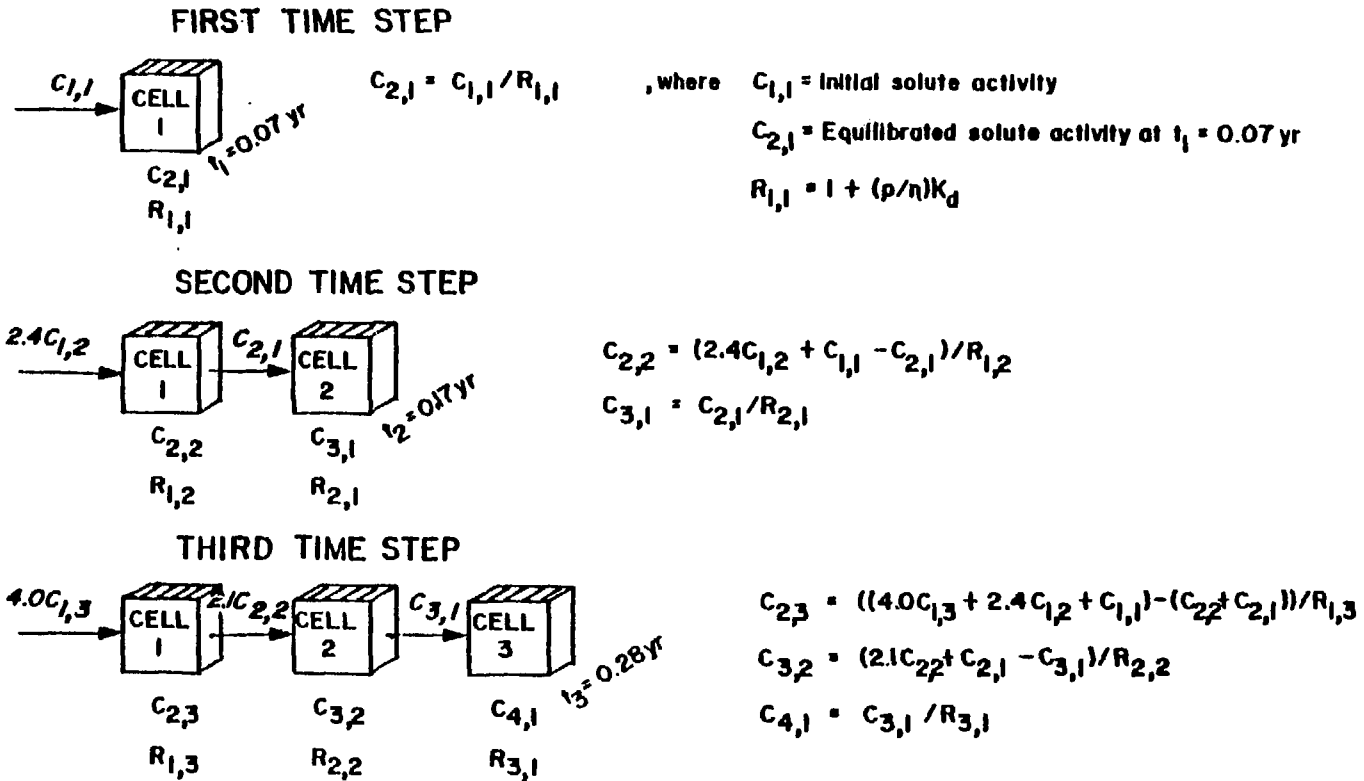 FIRST TIME STEP
C1,1
CELL
1
t1=0.07 yr
C2,1
R1,1
C2,1 = C1,1 /R1,1 , where C1,1 = Initial solute activity
C2,1 = Equilibrated solute activity at t1 = 0.07 yr
R1,1 = 1 + (ρ/η)Kd
SECOND TIME STEP
2.4C1,2
CELL
1
C2,1
CELL
2
t2=0.17 yr
C2,2
C3,1
R1,2
R2,1
C2,2 = (2.4C1,2 + C1,1 -C2,1)/R1,2
C3,1 = C2,1/R2,1
THIRD TIME STEP
4.0C1,3
CELL
1
2.1C2,2
CELL
2
C3,1
CELL
3
t3=0.28 yr
C2,3
C3,2
C4,1
R1,3
R2,2
R3,1
C2,3 = ((4.0C1,3 + 2.4C1,2 + C1,1)-(C2,2+ C2,1))/R1,3
C3,2 = (2.1C2,2+ C2,1 -C3,1)/R2,2
C4,1 = C3,1 /R3,1